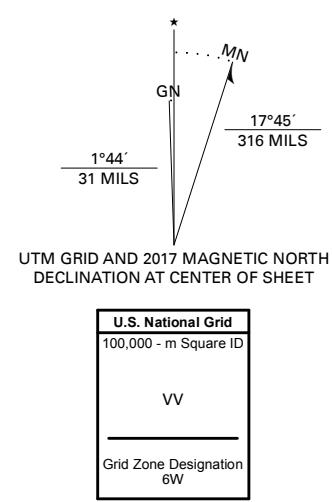 MN
GN
17°45´
316 MILS
1°44´
31 MILS
UTM GRID AND 2017 MAGNETIC NORTH
DECLINATION AT CENTER OF SHEET
U.S. National Grid
100,000 - m Square ID
VV
Grid Zone Designation
6W